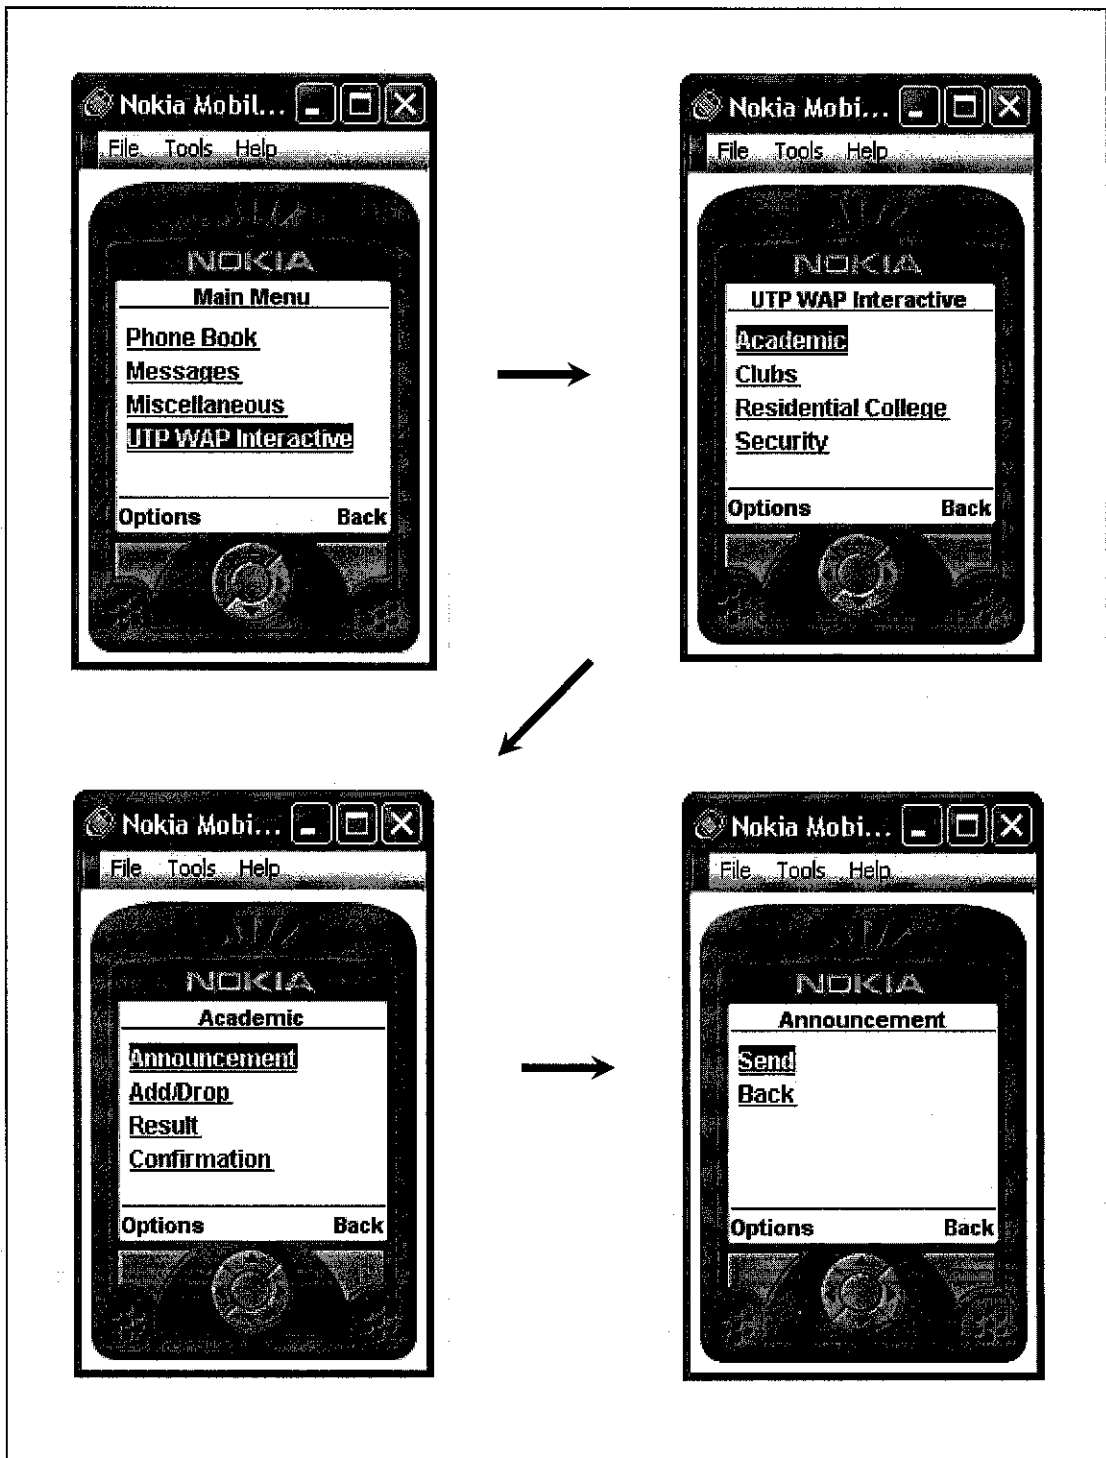 Nokia Mobil...
File Tools Help
NOKIA
Main Menu
Phone Book
Messages
Miscellaneous
UTP WAP Interactive
Options Back
Nokia Mobi...
File Tools Help
NOKIA
UTP WAP Interactive
Academic
Clubs
Residential College
Security
Options Back
Nokia Mobi...
File Tools Help
NOKIA
Academic
Announcement
Add/Drop
Result
Confirmation
Options Back
Nokia Mobi...
File Tools Help
NOKIA
Announcement
Send
Back
Options Back